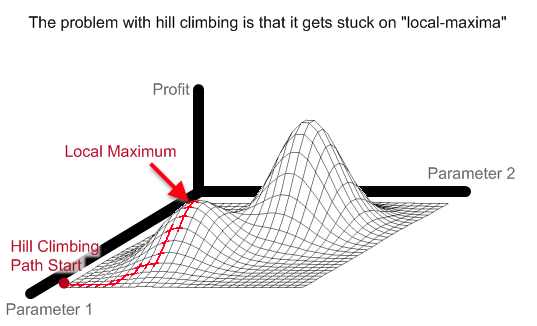 The problem with hill climbing is that it gets stuck on "local-maxima"
Profit
Local Maximum
Parameter 2
Hill Climbing
Path Start
Parameter 1